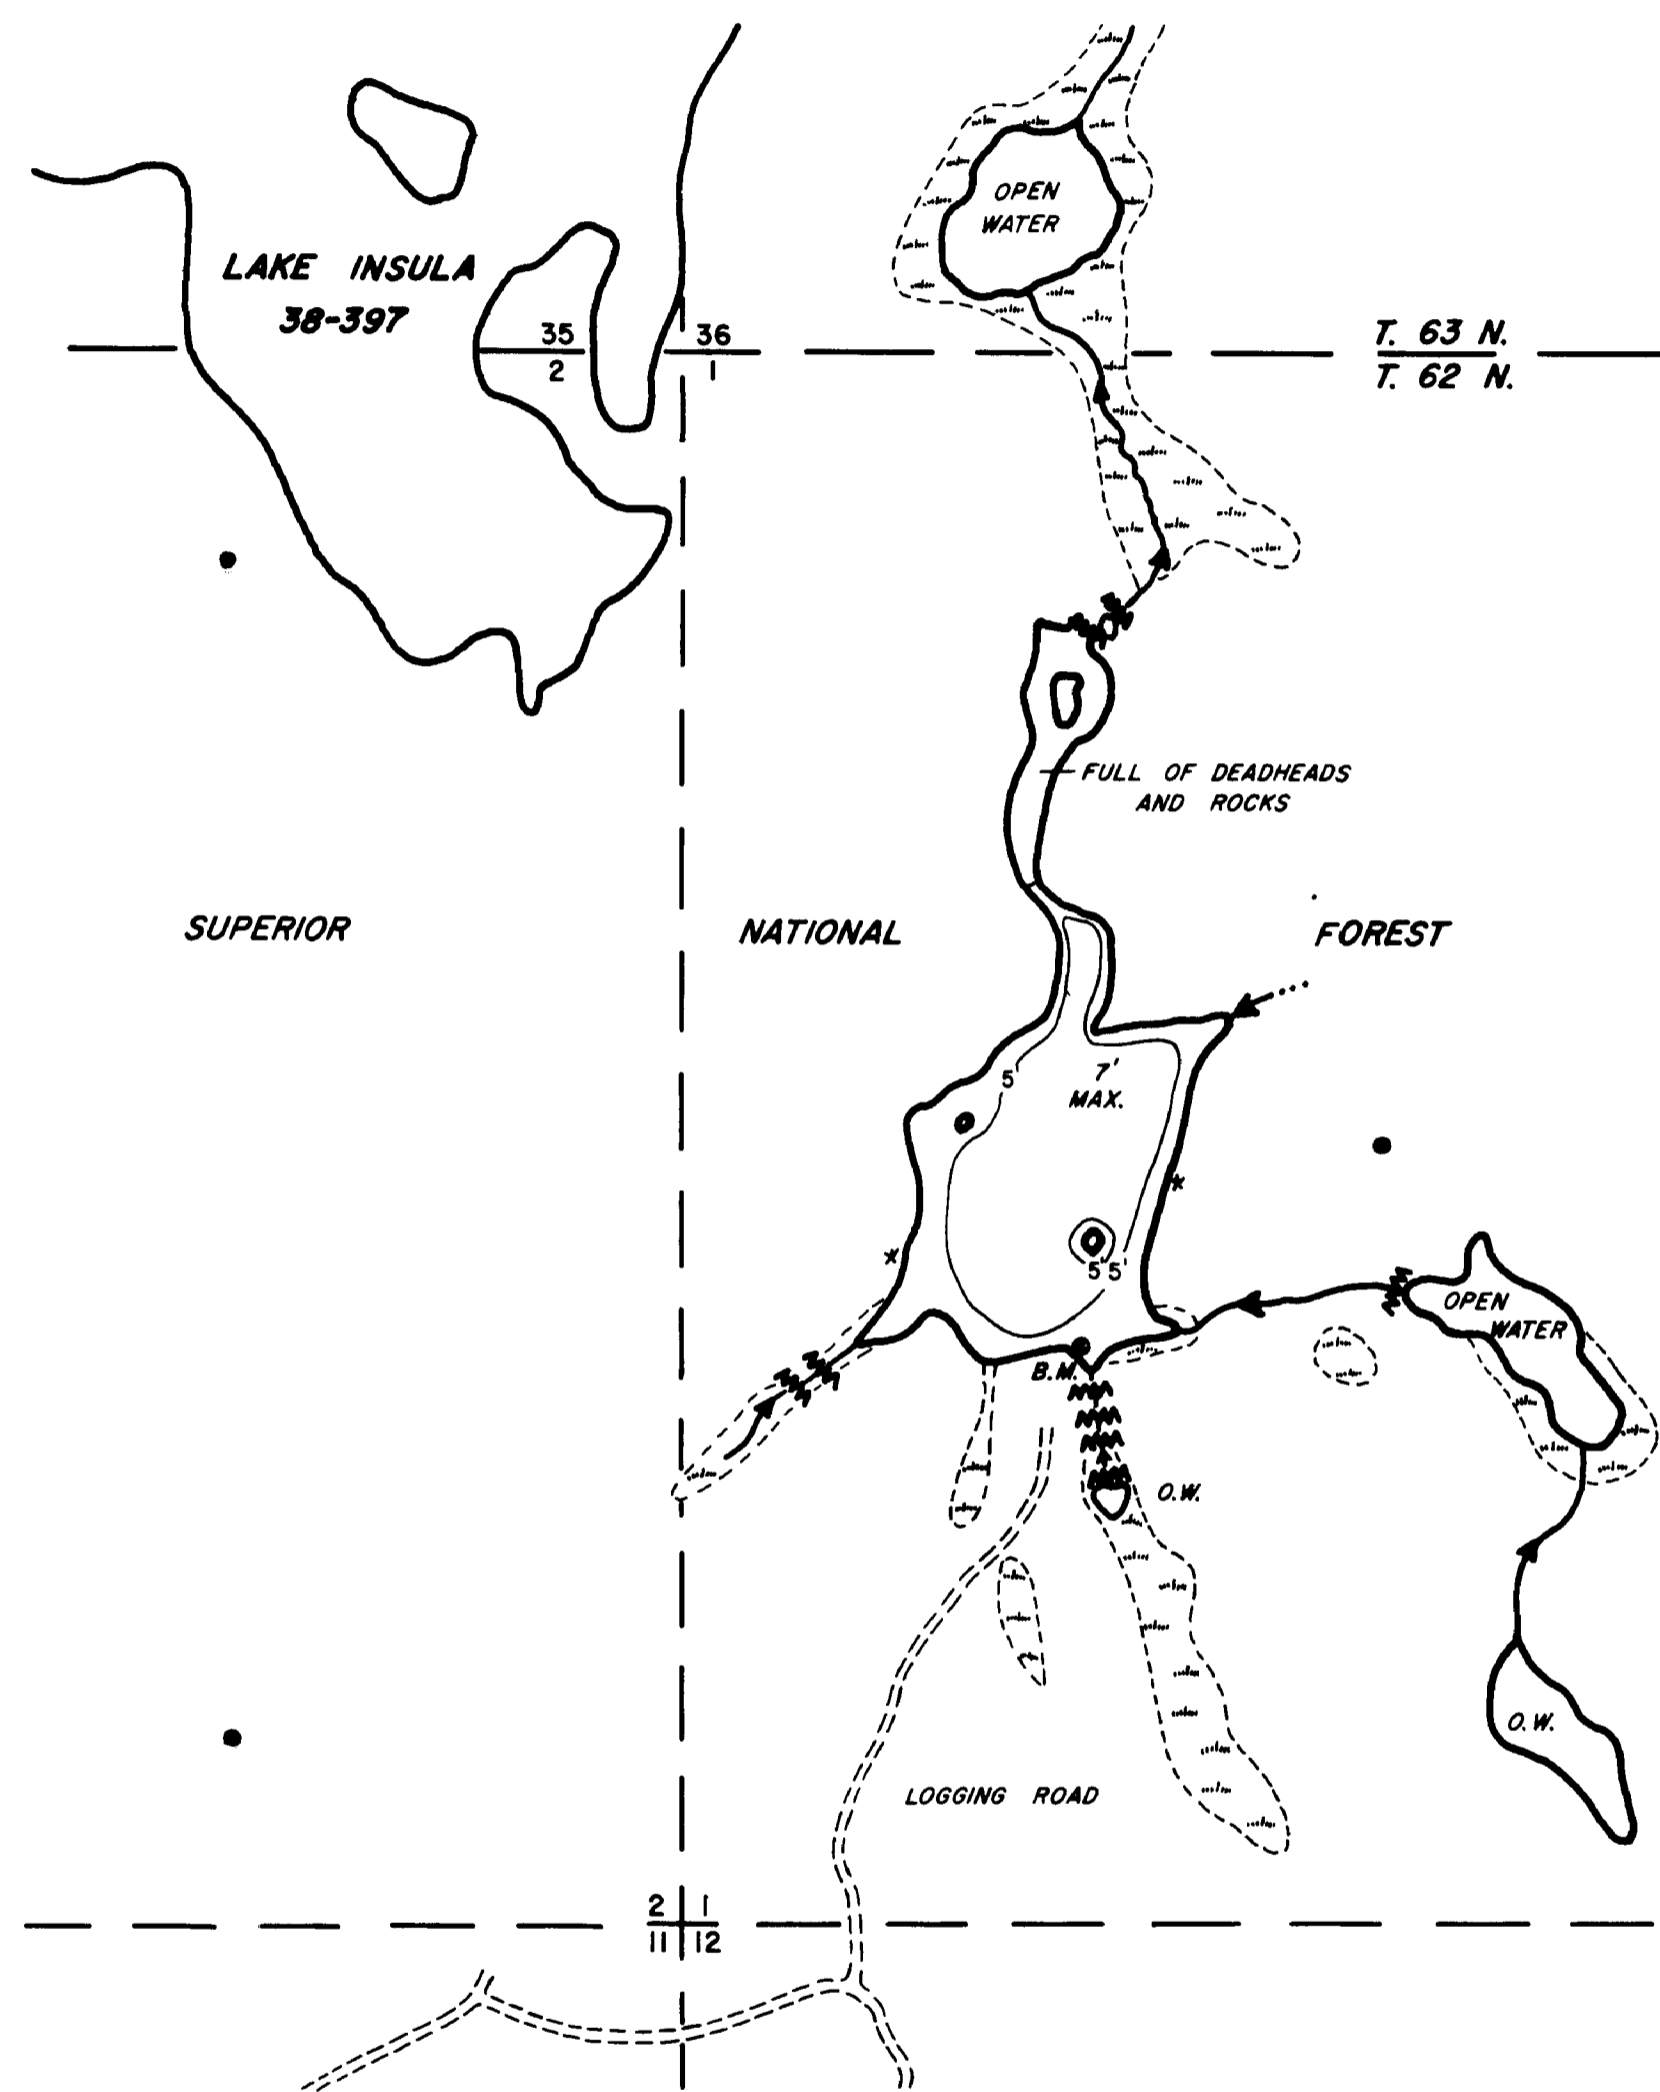 OPEN
WATER
LAKE INSULA
38-397
35 36
2 1
T. 63 N.
T. 62 N.
FULL OF DEADHEADS
AND ROCKS
SUPERIOR NATIONAL FOREST
5
7'
MAX.
5 5
OPEN
WATER
B.M.
O.W.
O.W.
LOGGING ROAD
2 1
11 12